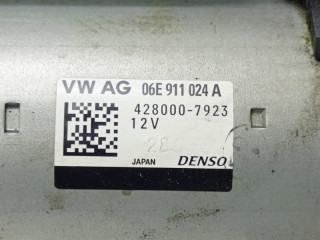 VW AG 06E 911 024 A
428000-7923
12V
JAPAN DENSO